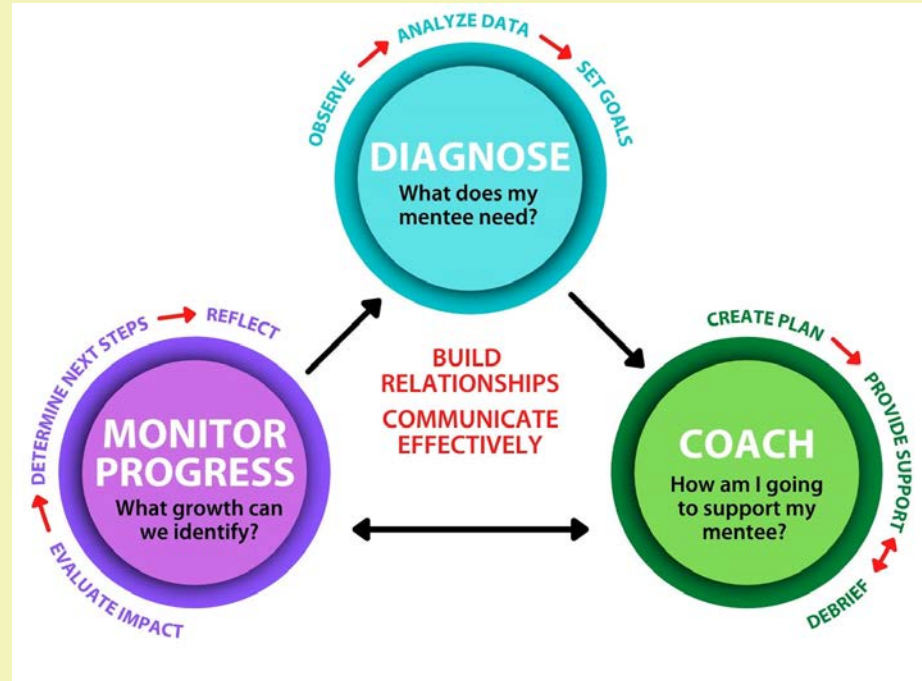 OBSERVE
ANALYZE DATA
SET GOALS
DIAGNOSE
What does my
mentee need?
CREATE PLAN
PROVIDE SUPPORT
DEBRIEF
COACH
How am I going
to support my
mentee?
EVALUATE IMPACT
DETERMINE NEXT STEPS
REFLECT
MONITOR
PROGRESS
What growth can
we identify?
BUILD
RELATIONSHIPS
COMMUNICATE
EFFECTIVELY